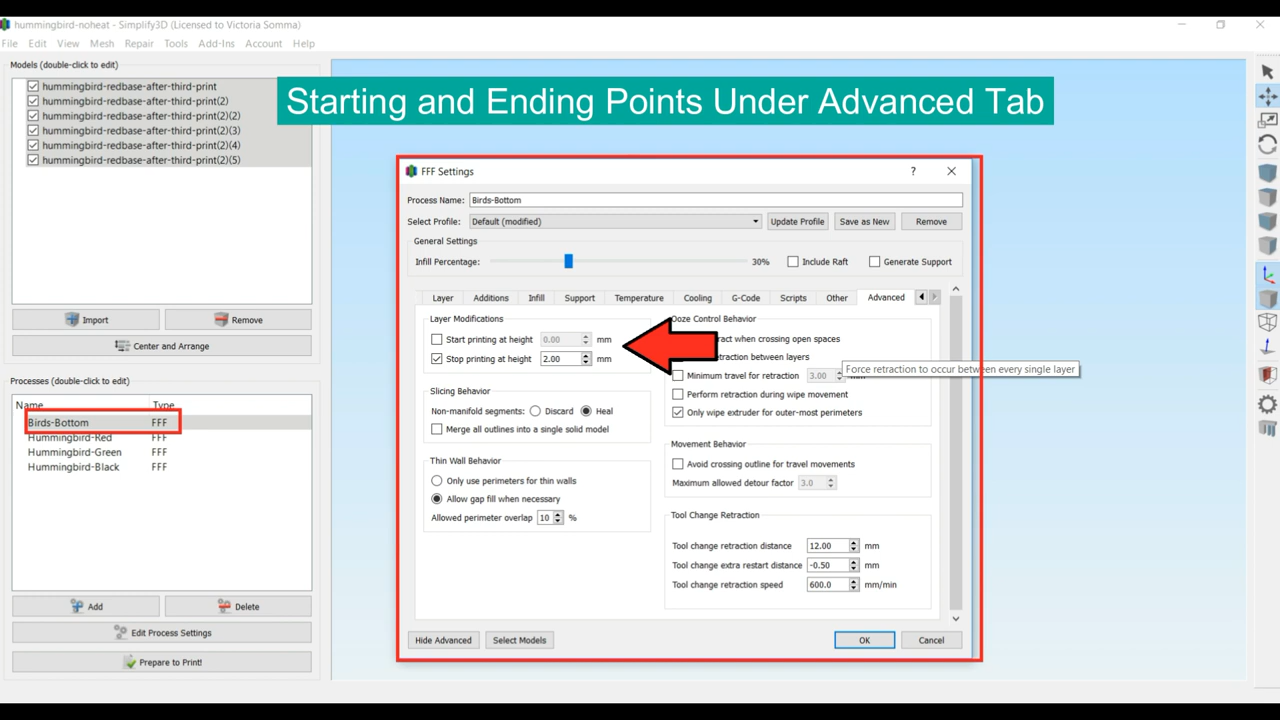 hummingbird-noheat - Simplify3D (Licensed to Victoria Somma)
File Edit View Mesh Repair Tools Add-Ins Account Help
Models (double-click to edit)
hummingbird-redbase-after-third-print
hummingbird-redbase-after-third-print(2)
hummingbird-redbase-after-third-print(2)(2)
hummingbird-redbase-after-third-print(2)(3)
hummingbird-redbase-after-third-print(2)(4)
hummingbird-redbase-after-third-print(2)(5)
Import Remove
Center and Arrange
Processes (double-click to edit)
Name Type
Birds-Bottom FFF
Hummingbird-Red FFF
Hummingbird-Green FFF
Hummingbird-Black FFF
Add Delete
Edit Process Settings
Prepare to Print!
Starting and Ending Points Under Advanced Tab
FFF Settings
Process Name: Birds-Bottom
Select Profile: Default (modified) Update Profile Save as New Remove
General Settings
Infill Percentage: 30% Include Raft Generate Support
Layer Additions Infill Support Temperature Cooling G-Code Scripts Other Advanced
Layer Modifications
Start printing at height 0.00 mm
Stop printing at height 2.00 mm
Slicing Behavior
Non-manifold segments: Discard Heal
Merge all outlines into a single solid model
Thin Wall Behavior
Only use perimeters for thin walls
Allow gap fill when necessary
Allowed perimeter overlap 10 %
Ooze Control Behavior
when crossing open spaces
between layers
Force retraction to occur between every single layer
Minimum travel for retraction 3.00 mm
Perform retraction during wipe movement
Only wipe extruder for outer-most perimeters
Movement Behavior
Avoid crossing outline for travel movements
Maximum allowed detour factor 3.0
Tool Change Retraction
Tool change retraction distance 12.00 mm
Tool change extra restart distance -0.50 mm
Tool change retraction speed 600.0 mm/min
Hide Advanced Select Models OK Cancel